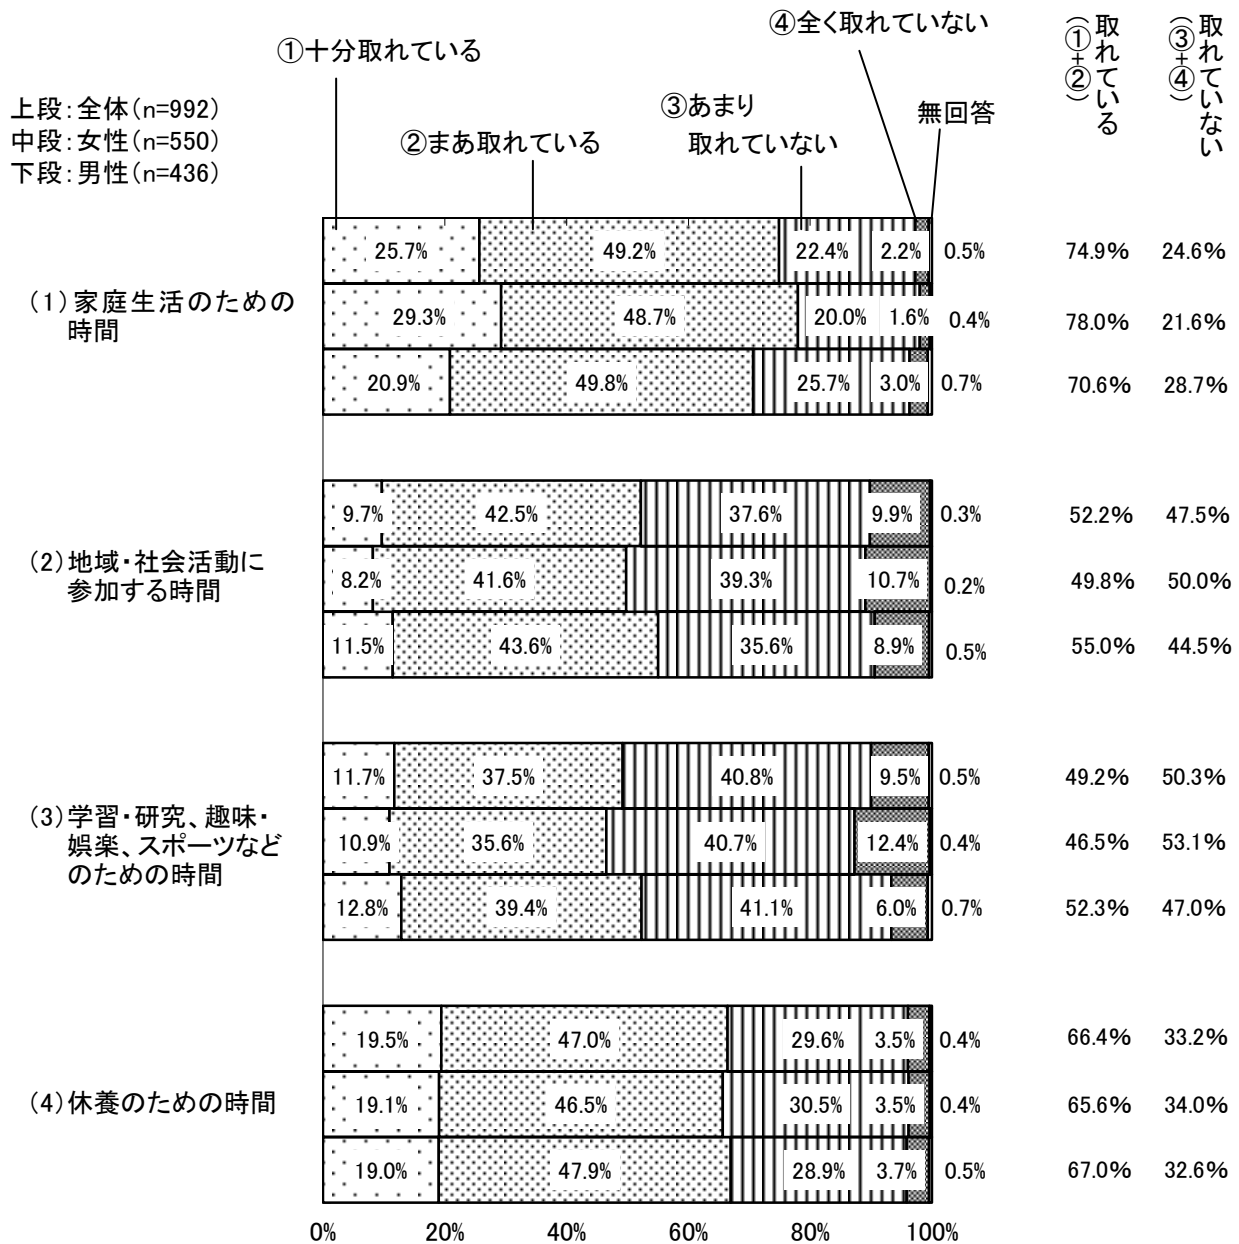 ④全く取れていない
①十分取れている
取れている
(①+②)
取れていない
(③+④)
上段：全体(n=992)
中段：女性(n=550)
下段：男性(n=436)
②まあ取れている
③あまり
取れていない
無回答
25.7% 49.2% 22.4% 2.2% 0.5% 74.9% 24.6%
(1)家庭生活のための
時間
29.3% 48.7% 20.0% 1.6% 0.4% 78.0% 21.6%
20.9% 49.8% 25.7% 3.0% 0.7% 70.6% 28.7%
9.7% 42.5% 37.6% 9.9% 0.3% 52.2% 47.5%
(2)地域・社会活動に
参加する時間
8.2% 41.6% 39.3% 10.7% 0.2% 49.8% 50.0%
11.5% 43.6% 35.6% 8.9% 0.5% 55.0% 44.5%
11.7% 37.5% 40.8% 9.5% 0.5% 49.2% 50.3%
(3)学習・研究、趣味・
娯楽、スポーツなど
のための時間
10.9% 35.6% 40.7% 12.4% 0.4% 46.5% 53.1%
12.8% 39.4% 41.1% 6.0% 0.7% 52.3% 47.0%
19.5% 47.0% 29.6% 3.5% 0.4% 66.4% 33.2%
(4)休養のための時間
19.1% 46.5% 30.5% 3.5% 0.4% 65.6% 34.0%
19.0% 47.9% 28.9% 3.7% 0.5% 67.0% 32.6%
0% 20% 40% 60% 80% 100%